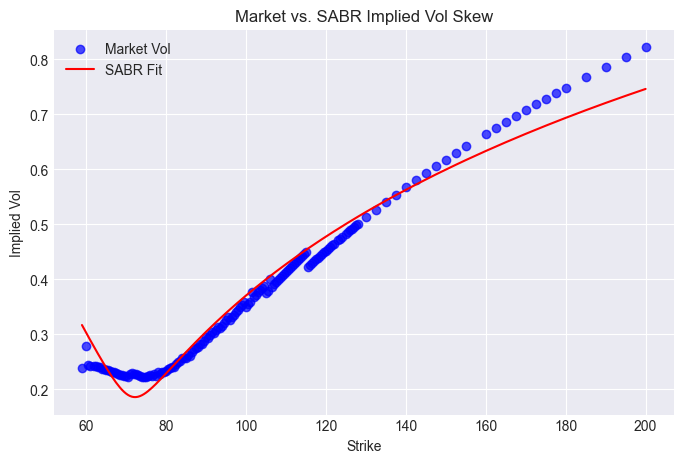 Market vs. SABR Implied Vol Skew
Market Vol
SABR Fit
Implied Vol
0.8
0.7
0.6
0.5
0.4
0.3
0.2
60 80 100 120 140 160 180 200
Strike